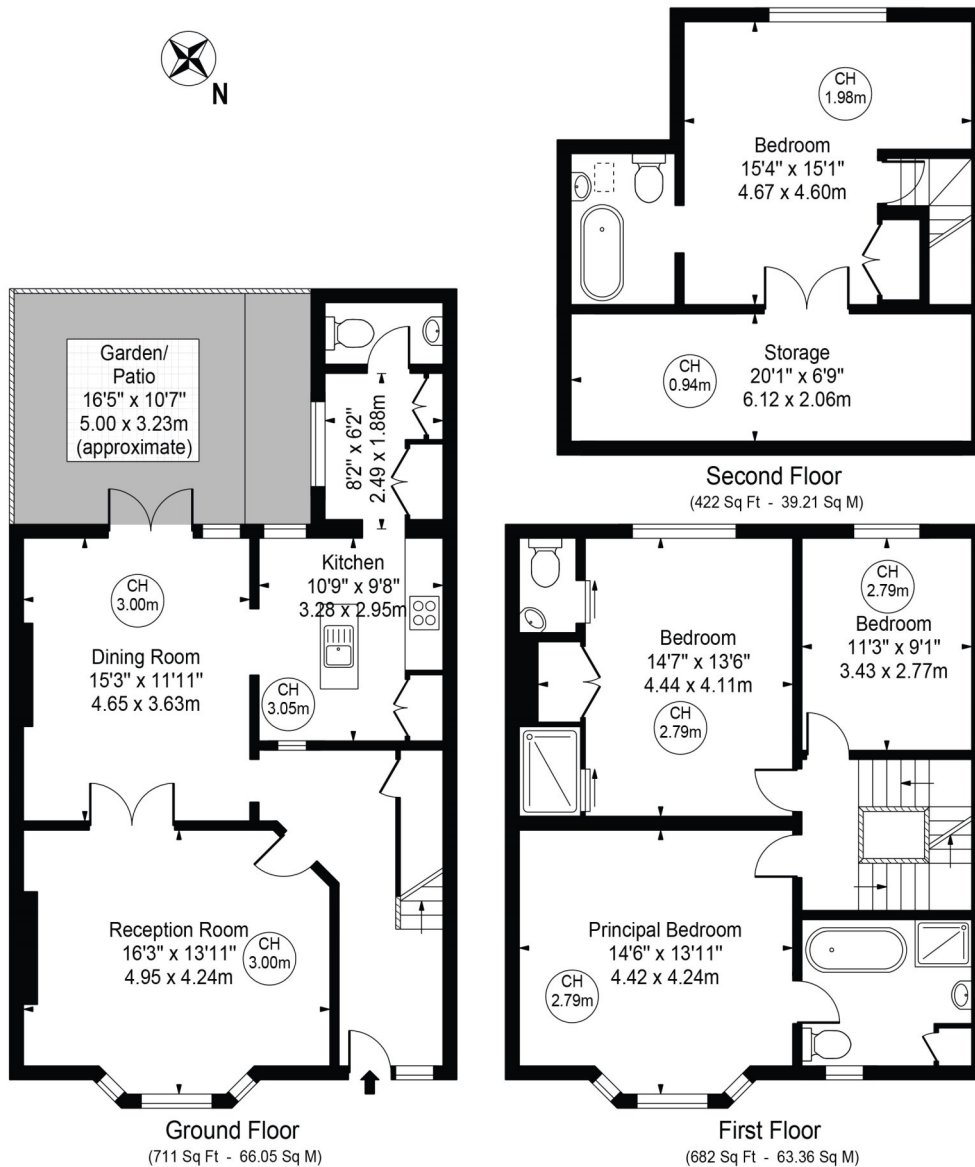 N
Garden/
Patio
16'5" x 10'7"
5.00 x 3.23m
(approximate)
8'2" x 6'2"
2.49 x 1.88m
Kitchen
10'9" x 9'8"
3.28 x 2.95m
CH
3.05m
CH
3.00m
Dining Room
15'3" x 11'11"
4.65 x 3.63m
Reception Room
16'3" x 13'11"
4.95 x 4.24m
CH
3.00m
Ground Floor
(711 Sq Ft - 66.05 Sq M)
CH
1.98m
Bedroom
15'4" x 15'1"
4.67 x 4.60m
Storage
20'1" x 6'9"
6.12 x 2.06m
CH
0.94m
Second Floor
(422 Sq Ft - 39.21 Sq M)
Bedroom
14'7" x 13'6"
4.44 x 4.11m
CH
2.79m
CH
2.79m
Bedroom
11'3" x 9'1"
3.43 x 2.77m
Principal Bedroom
14'6" x 13'11"
4.42 x 4.24m
CH
2.79m
First Floor
(682 Sq Ft - 63.36 Sq M)